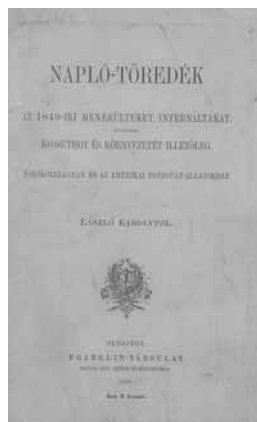 NAPLÓ-TÖREDÉK
AZ 1849-IKI MENEKÜLTEKET, INTERNÁLTAKAT,
KOSSUTHOT ÉS KÖRNYEZETÉT ILLETŐLEG.
TÖRÖKORSZÁGBAN ÉS AZ AMERIKAI EGYESÜLT-ÁLLAMOKBAN
LÁSZLÓ KÁROLYTÓL.
BUDAPEST
FRANKLIN-TÁRSULAT